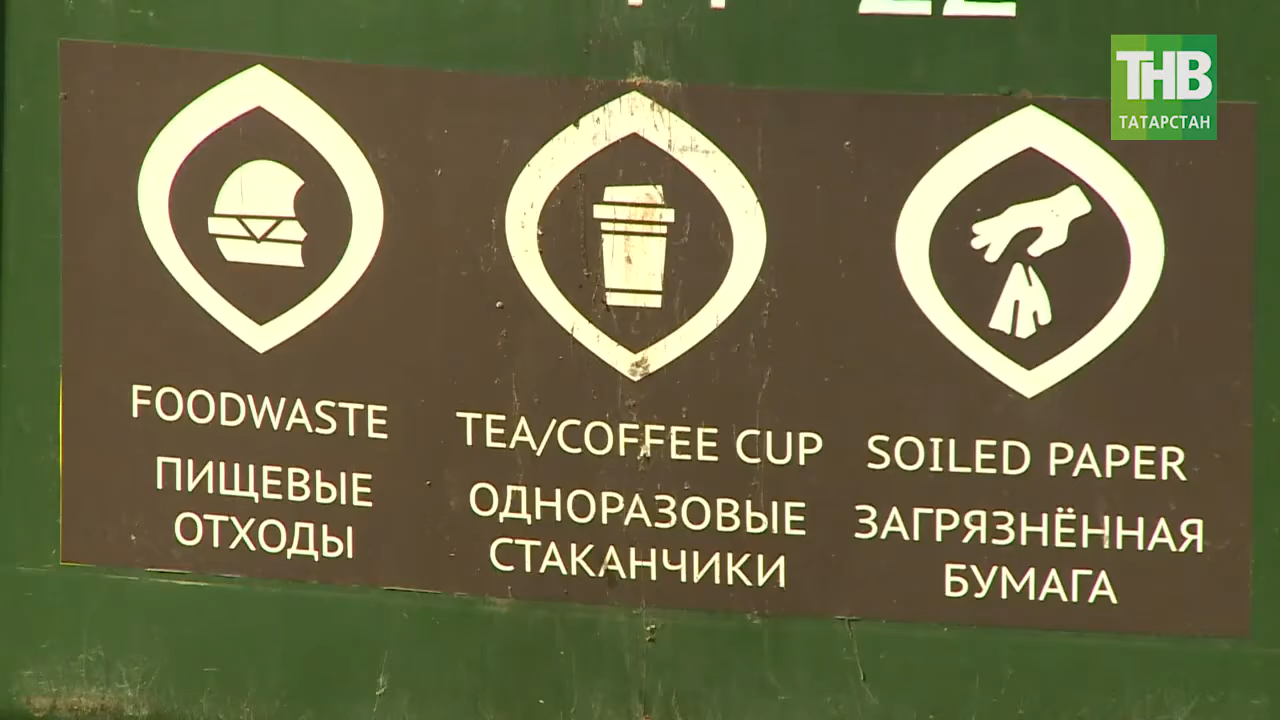 ТНВ
ТАТАРСТАН
FOODWASTE
ПИЩЕВЫЕ
ОТХОДЫ
TEA/COFFEE CUP
ОДНОРАЗОВЫЕ
СТАКАНЧИКИ
SOILED PAPER
ЗАГРЯЗНЁННАЯ
БУМАГА